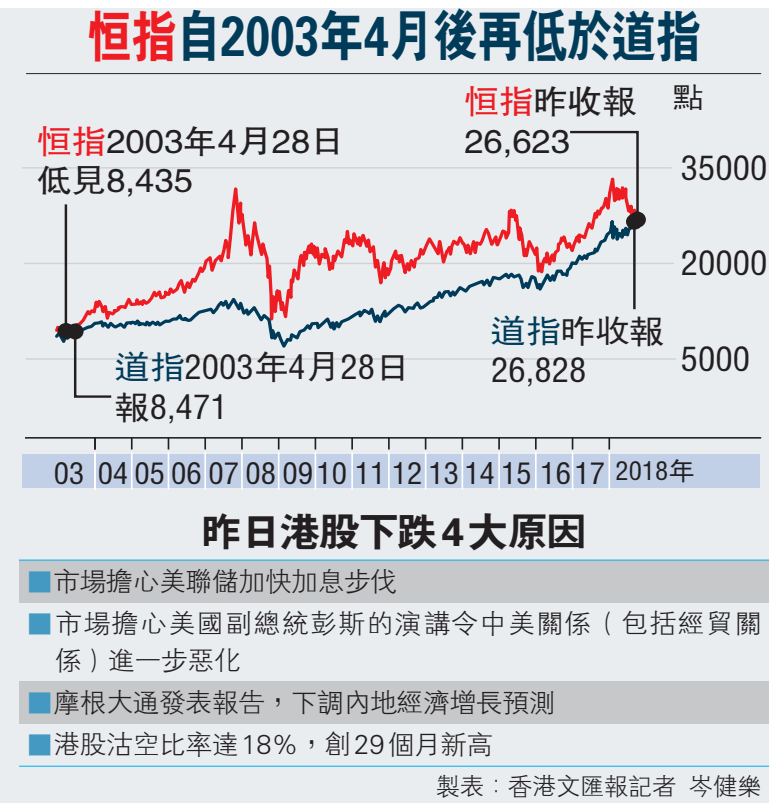 恒指自2003年4月後再低於道指
恒指昨收報
26,623
點
恒指2003年4月28日
低見8,435
35000
20000
5000
道指昨收報
26,828
道指2003年4月28日
報8,471
03 04 05 06 07 08 09 10 11 12 13 14 15 16 17 2018年
昨日港股下跌4大原因
市場擔心美聯儲加快加息步伐
市場擔心美國副總統彭斯的演講令中美關係（包括經貿關
係）進一步惡化
摩根大通發表報告，下調內地經濟增長預測
港股沽空比率達18%，創29個月新高
製表：香港文匯報記者 岑健樂